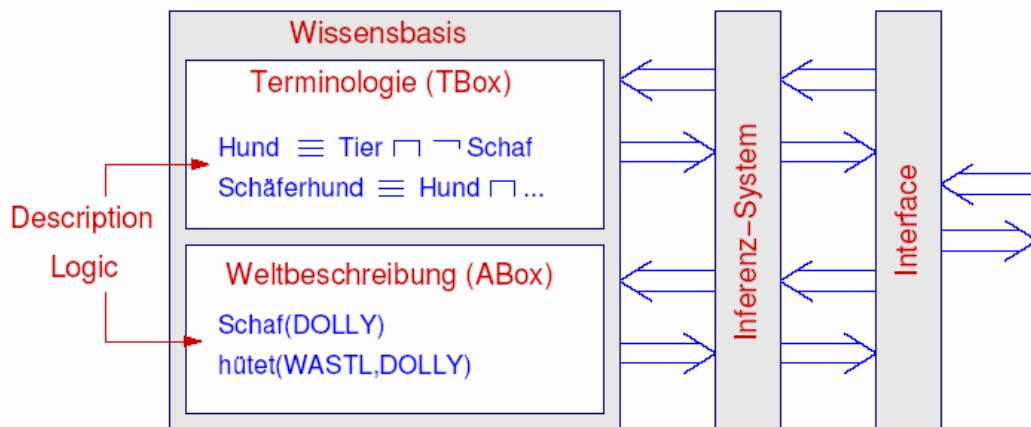 Wissensbasis
Terminologie (TBox)
Hund ≡ Tier ⊓ ¬ Schaf
Schäferhund ≡ Hund ⊓ ...
Description
Logic
Weltbeschreibung (ABox)
Schaf(DOLLY)
hütet(WASTL,DOLLY)
Inferenz-System
Interface